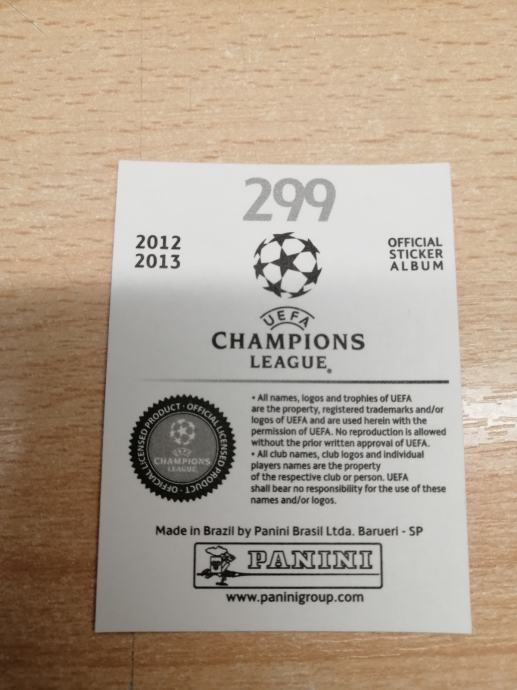 299
2012
2013
OFFICIAL
STICKER
ALBUM
UEFA
CHAMPIONS
LEAGUE®
OFFICIAL LICENSED PRODUCT · OFFICIAL LICENSED PRODUCT ·
CHAMPIONS
LEAGUE
• All names, logos and trophies of UEFA
are the property, registered trademarks and/or
logos of UEFA and are used herein with the
permission of UEFA. No reproduction is allowed
without the prior written approval of UEFA.
• All club names, club logos and individual
players names are the property
of the respective club or person. UEFA
shall bear no responsibility for the use of these
names and/or logos.
Made in Brazil by Panini Brasil Ltda. Barueri - SP
PANINI
www.paninigroup.com